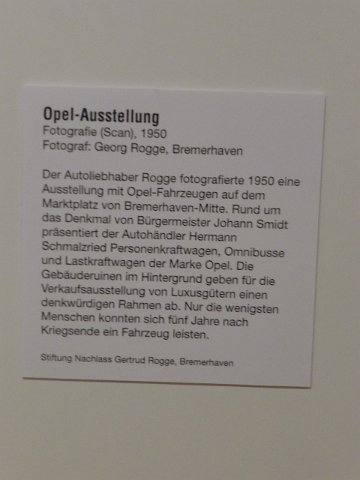 Opel-Ausstellung
Fotografie (Scan), 1950
Fotograf: Georg Rogge, Bremerhaven
Der Autoliebhaber Rogge fotografierte 1950 eine
Ausstellung mit Opel-Fahrzeugen auf dem
Marktplatz von Bremerhaven-Mitte. Rund um
das Denkmal von Bürgermeister Johann Smidt
präsentiert der Autohändler Hermann
Schmalzried Personenkraftwagen, Omnibusse
und Lastkraftwagen der Marke Opel. Die
Gebäuderuinen im Hintergrund geben für die
Verkaufsausstellung von Luxusgütern einen
denkwürdigen Rahmen ab. Nur die wenigsten
Menschen konnten sich fünf Jahre nach
Kriegsende ein Fahrzeug leisten.
Stiftung Nachlass Gertrud Rogge, Bremerhaven